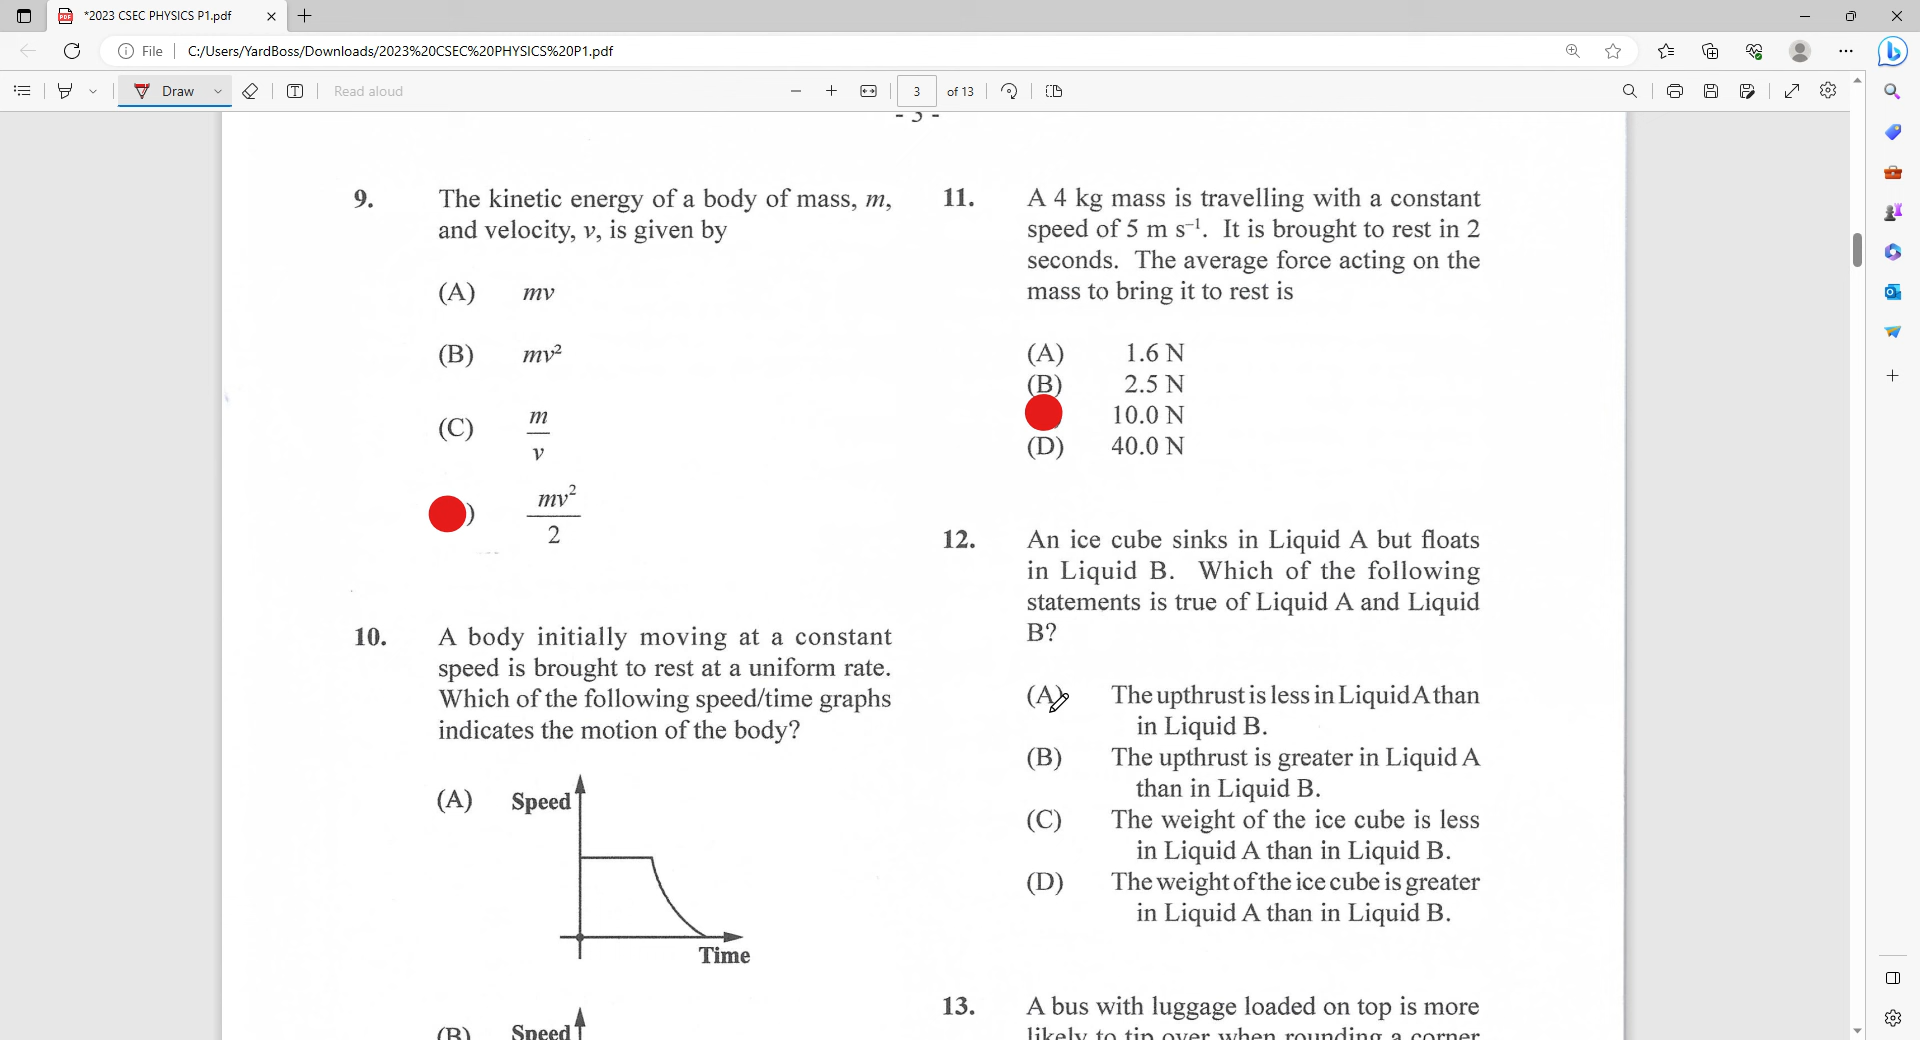 *2023 CSEC PHYSICS P1.pdf
File
C:/Users/YardBoss/Downloads/2023%20CSEC%20PHYSICS%20P1.pdf
Draw
Read aloud
3
of 13
- 3 -
9.
The kinetic energy of a body of mass, m,
and velocity, v, is given by
(A) mv
(B) mv²
(C) m
v
) mv²
2
10.
A body initially moving at a constant
speed is brought to rest at a uniform rate.
Which of the following speed/time graphs
indicates the motion of the body?
(A) Speed
Time
(B) Speed
11.
A 4 kg mass is travelling with a constant
speed of 5 m s⁻¹. It is brought to rest in 2
seconds. The average force acting on the
mass to bring it to rest is
(A) 1.6 N
(B) 2.5 N
10.0 N
(D) 40.0 N
12.
An ice cube sinks in Liquid A but floats
in Liquid B. Which of the following
statements is true of Liquid A and Liquid
B?
(A) The upthrust is less in Liquid A than
in Liquid B.
(B) The upthrust is greater in Liquid A
than in Liquid B.
(C) The weight of the ice cube is less
in Liquid A than in Liquid B.
(D) The weight of the ice cube is greater
in Liquid A than in Liquid B.
13.
A bus with luggage loaded on top is more
likely to tip over when rounding a corner